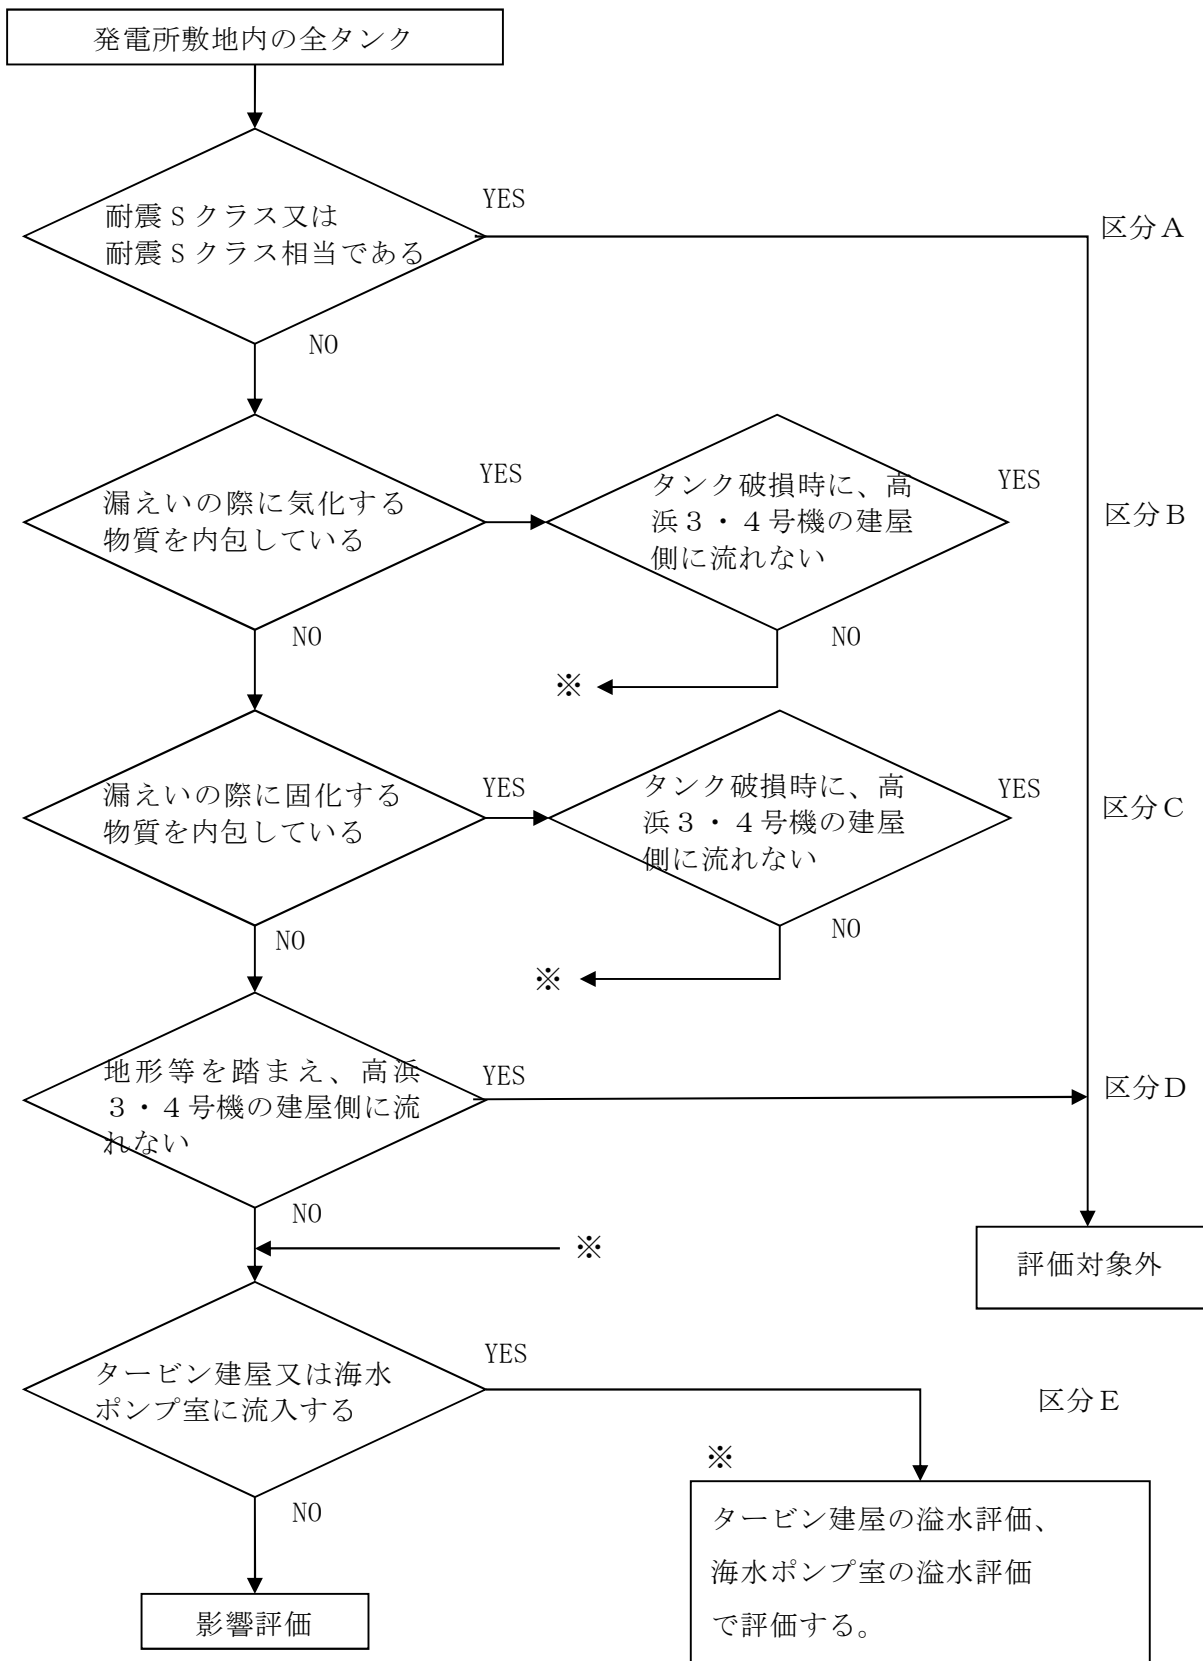 発電所敷地内の全タンク
YES
耐震Ｓクラス又は
耐震Ｓクラス相当である
区分Ａ
NO
漏えいの際に気化する
物質を内包している
YES
タンク破損時に、高
浜３・４号機の建屋
側に流れない
YES
区分Ｂ
NO
NO
※
漏えいの際に固化する
物質を内包している
YES
タンク破損時に、高
浜３・４号機の建屋
側に流れない
YES
区分Ｃ
NO
NO
※
地形等を踏まえ、高浜
３・４号機の建屋側に流
れない
YES
区分Ｄ
NO
※
評価対象外
タービン建屋又は海水
ポンプ室に流入する
YES
区分Ｅ
※
NO
タービン建屋の溢水評価、
海水ポンプ室の溢水評価
で評価する。
影響評価